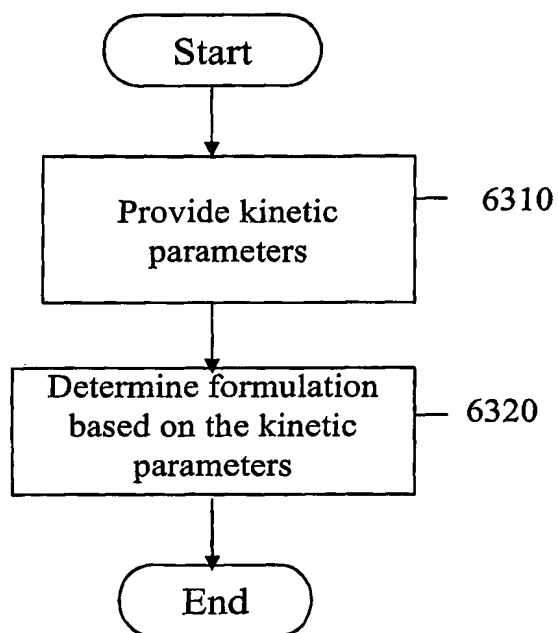 Start
Provide kinetic
parameters
6310
Determine formulation
based on the kinetic
parameters
6320
End